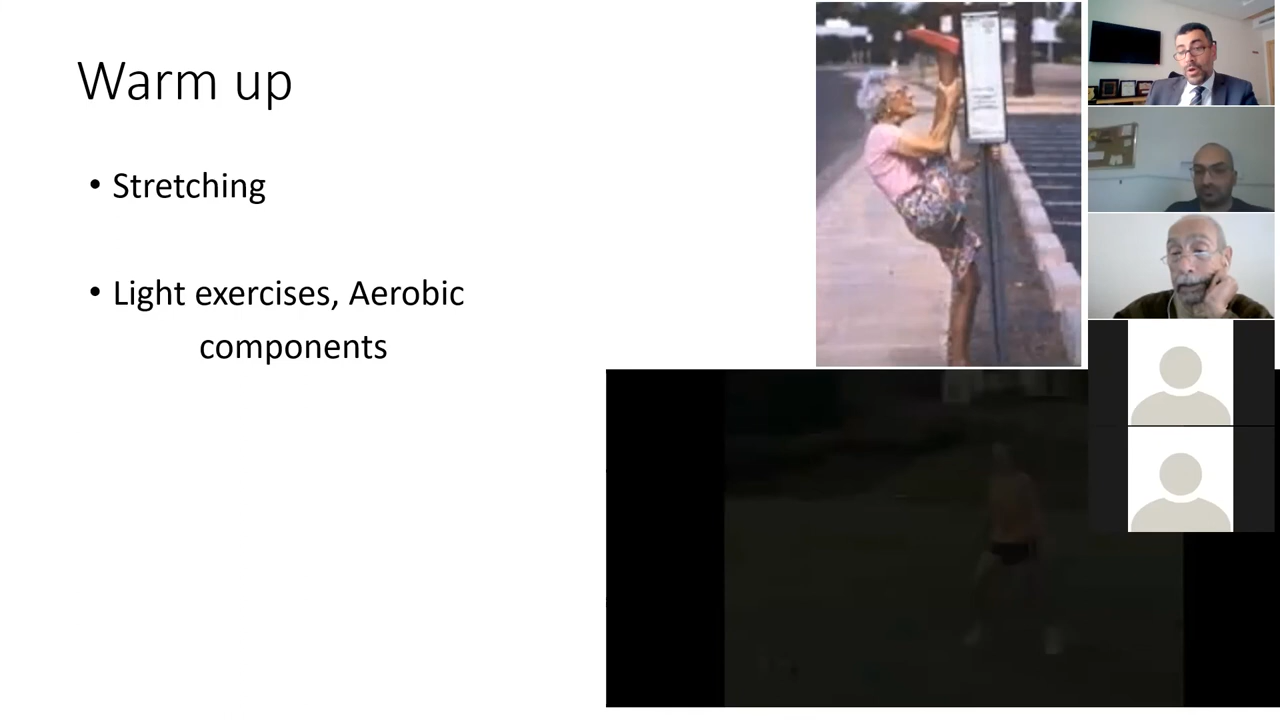 Warm up
• Stretching
• Light exercises, Aerobic
components